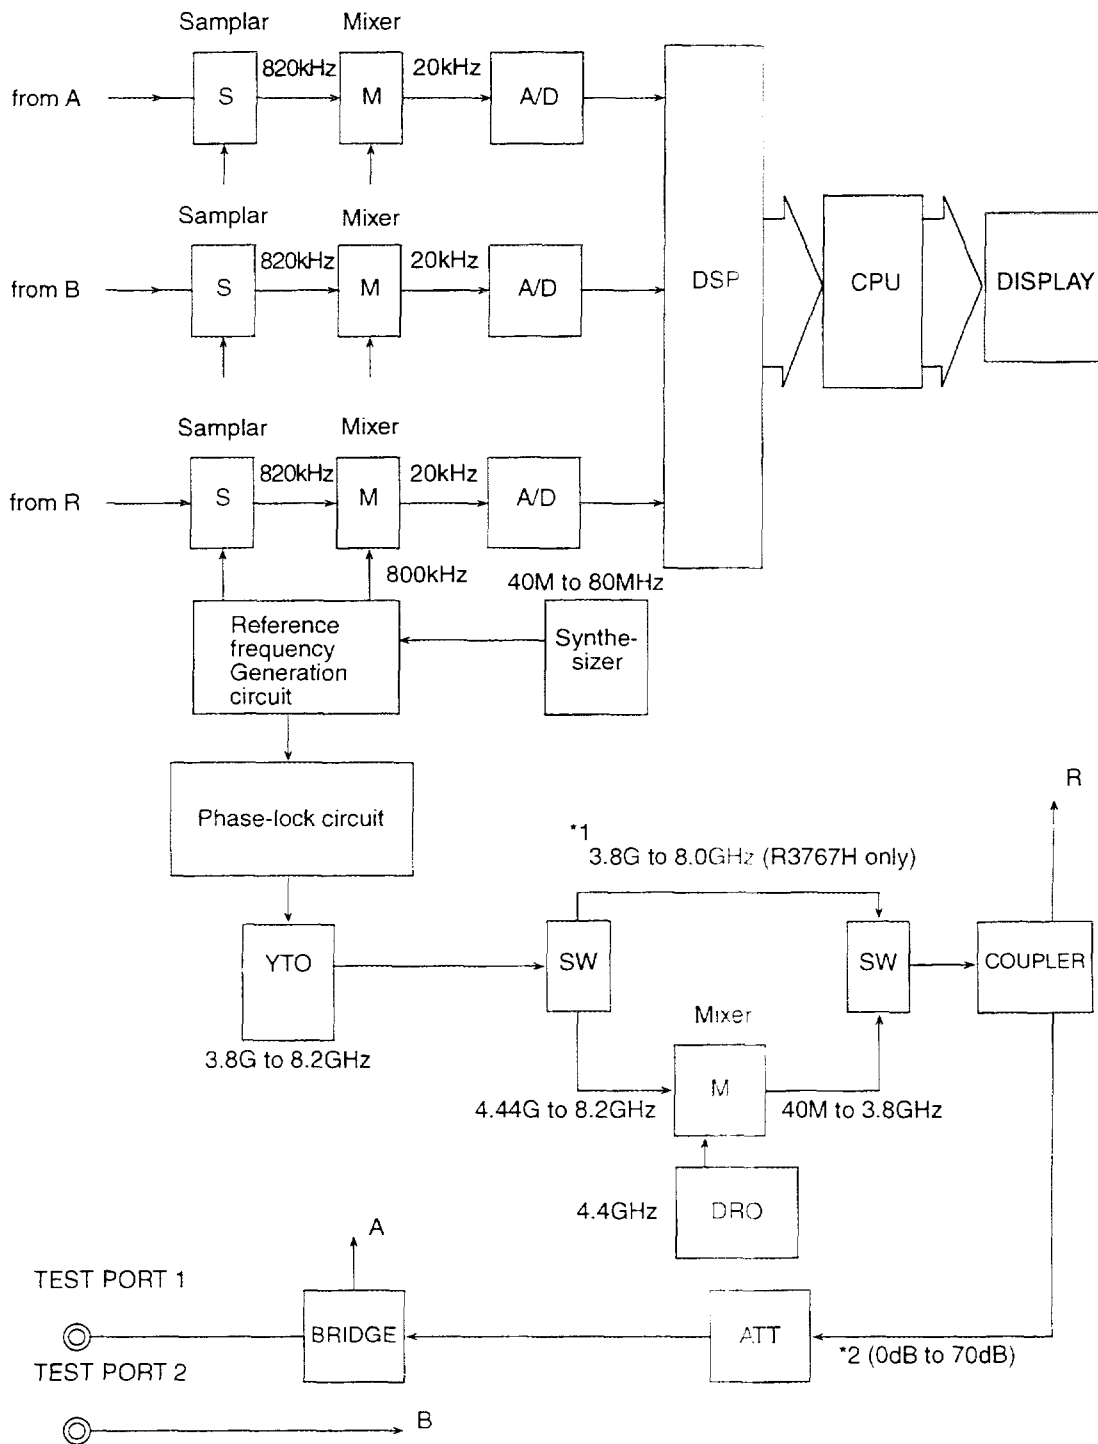 Samplar Mixer
820kHz 20kHz
from A S M A/D
Samplar Mixer
820kHz 20kHz
from B S M A/D
DSP CPU DISPLAY
Samplar Mixer
820kHz 20kHz
from R S M A/D
800kHz
40M to 80MHz
Reference
frequency
Generation
circuit
Synthe-
sizer
Phase-lock circuit
R
*1
3.8G to 8.0GHz (R3767H only)
YTO SW SW COUPLER
3.8G to 8.2GHz
Mixer
M
4.44G to 8.2GHz 40M to 3.8GHz
4.4GHz DRO
A
TEST PORT 1
BRIDGE ATT
*2 (0dB to 70dB)
TEST PORT 2
B